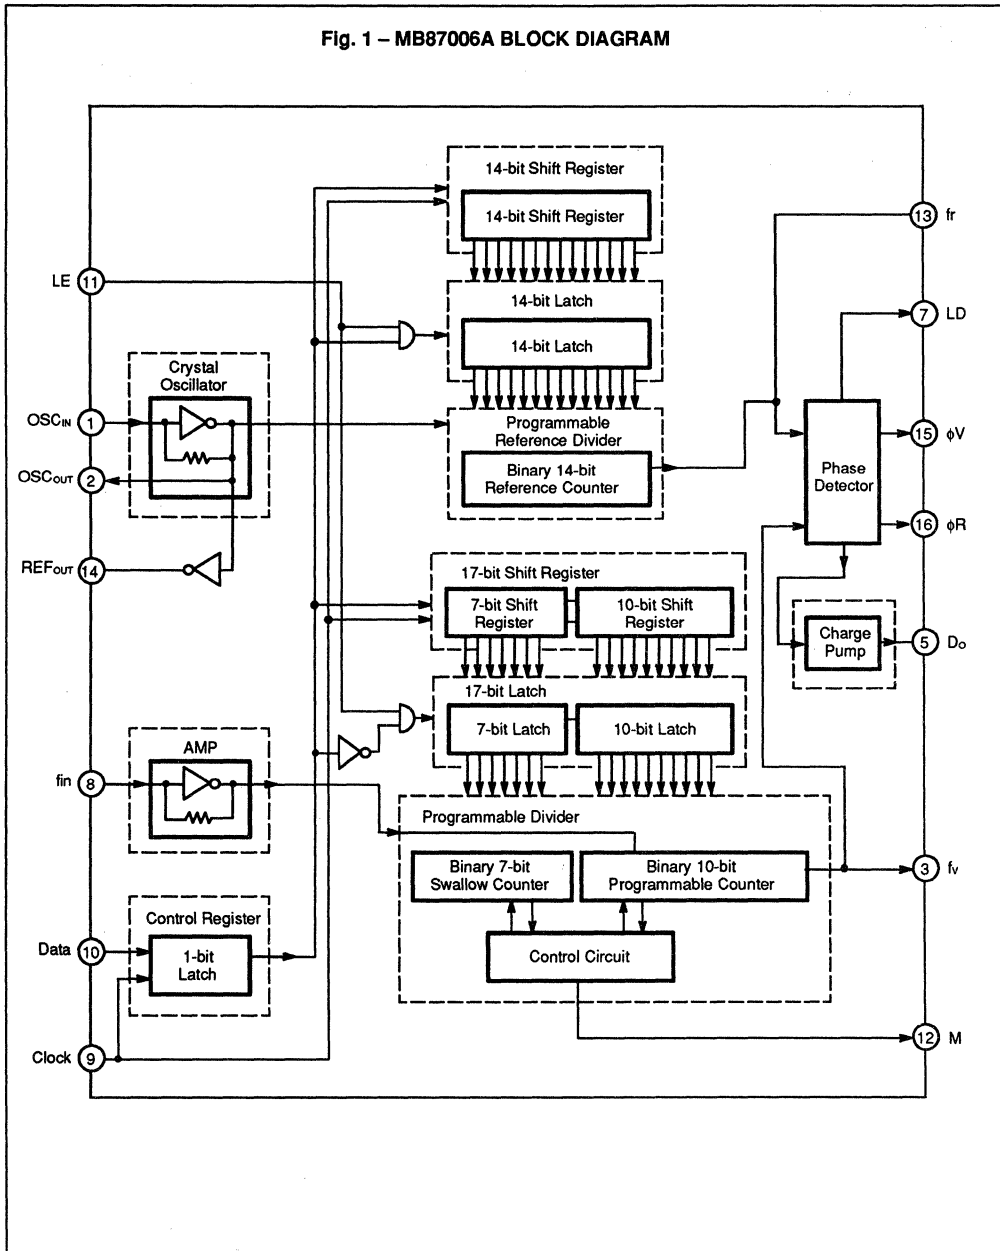 Fig. 1 – MB87006A BLOCK DIAGRAM
14-bit Shift Register
14-bit Shift Register
13 fr
LE 11
14-bit Latch
7 LD
14-bit Latch
Crystal
Oscillator
OSCIN 1
Programmable
Reference Divider
15 ϕV
Phase
Detector
Binary 14-bit
Reference Counter
OSCOUT 2
16 ϕR
REFOUT 14
17-bit Shift Register
7-bit Shift
Register
10-bit Shift
Register
Charge
Pump
5 DO
17-bit Latch
7-bit Latch
10-bit Latch
AMP
fin 8
Programmable Divider
Binary 7-bit
Swallow Counter
Binary 10-bit
Programmable Counter
3 fv
Control Register
Data 10
1-bit
Latch
Control Circuit
12 M
Clock 9